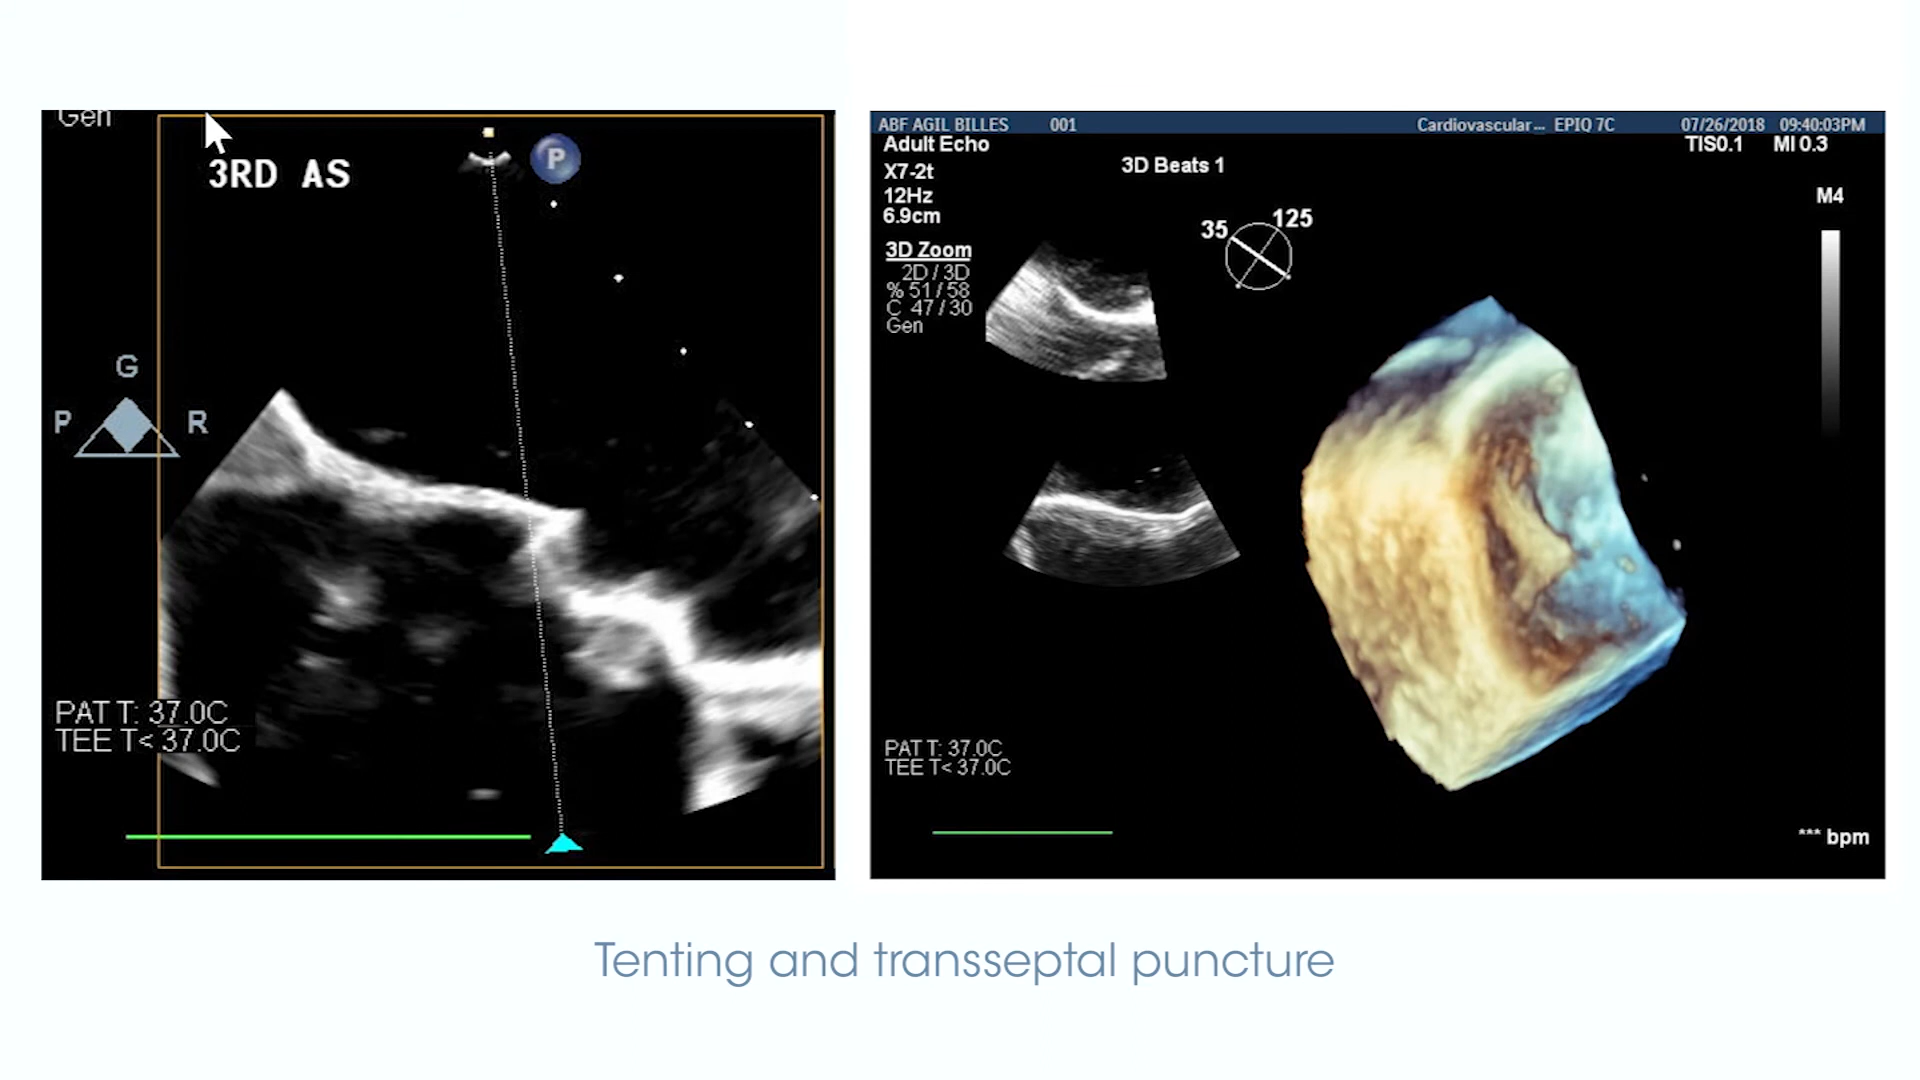 Gen
3RD AS
P
G
P R
PAT T: 37.0C
TEE T< 37.0C
ABF AGIL BILLES 001 Cardiovascular... EPIQ 7C 07/26/2018 09:40:03PM
Adult Echo TIS0.1 MI 0.3
X7-2t 3D Beats 1
12Hz M4
6.9cm
35 125
3D Zoom
2D / 3D
% 51 / 58
C 47 / 30
Gen
PAT T: 37.0C
TEE T< 37.0C
*** bpm
Tenting and transseptal puncture